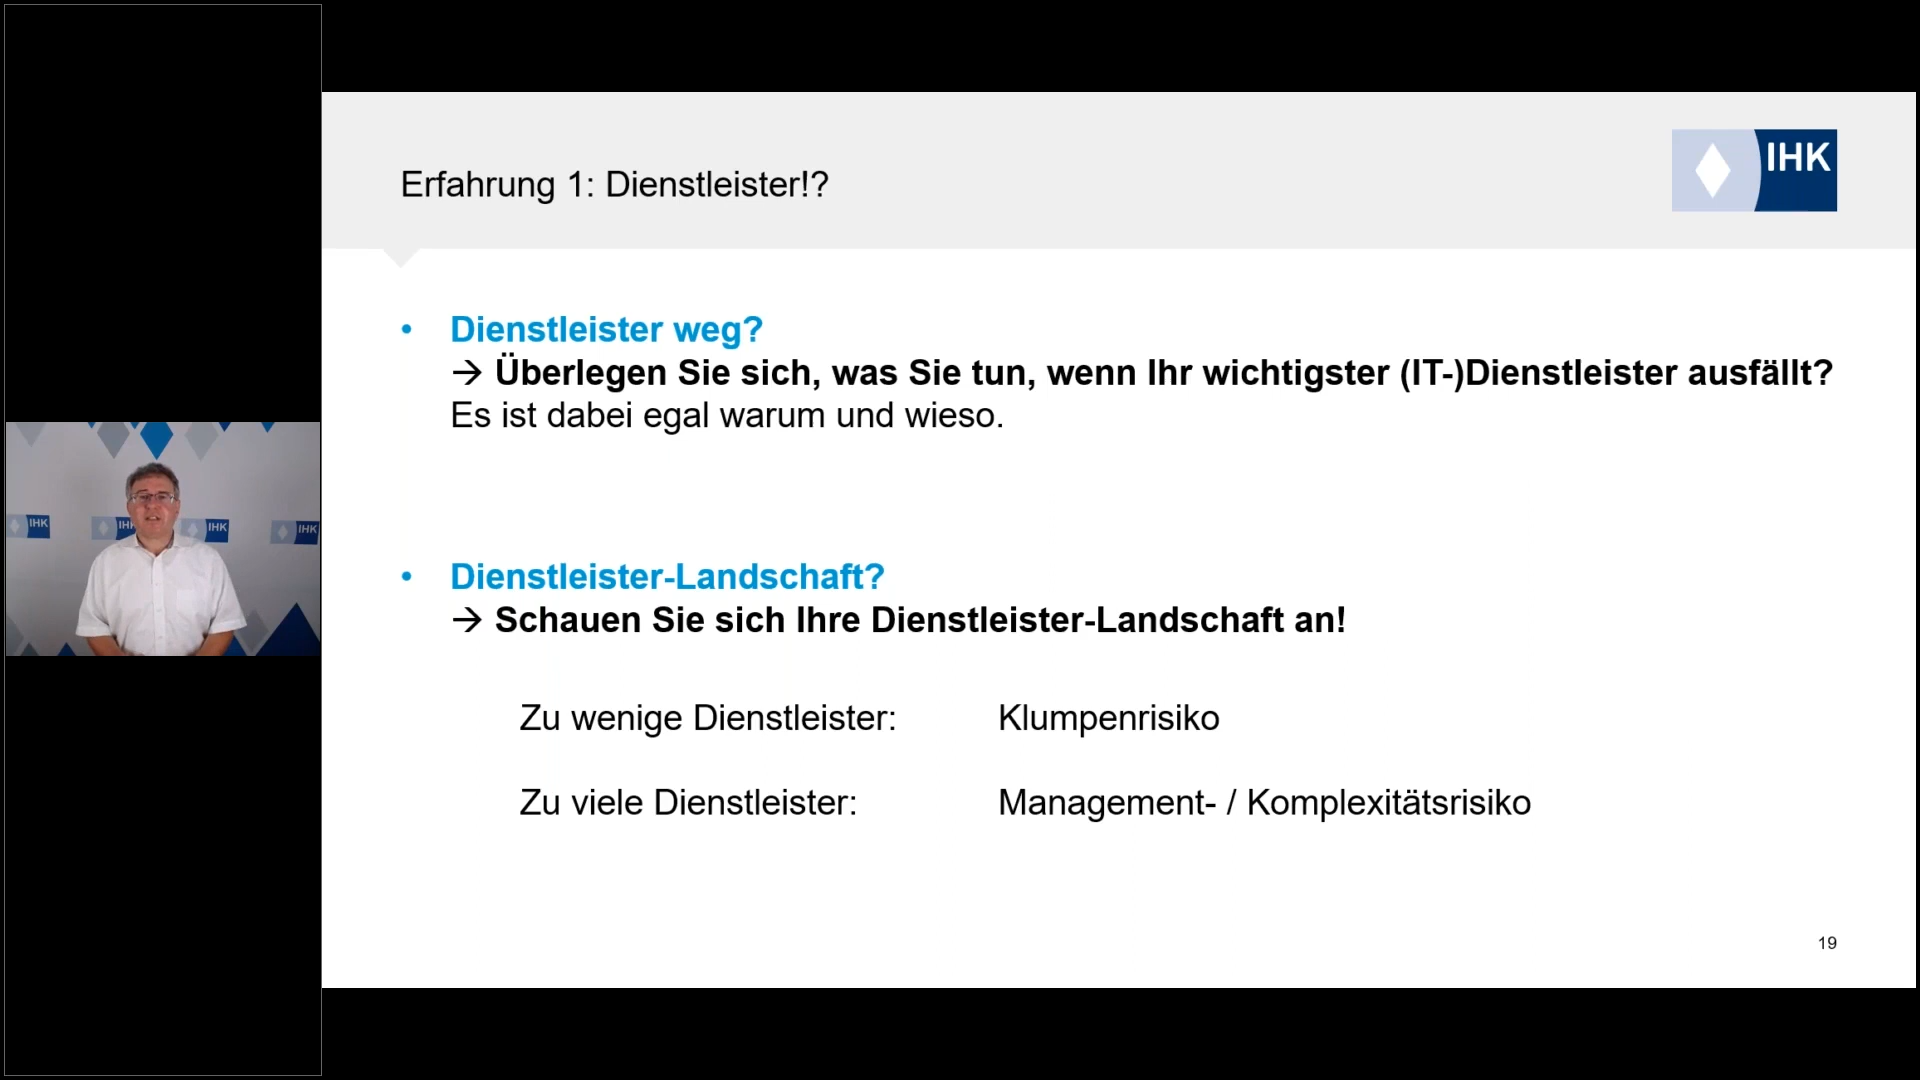 Erfahrung 1: Dienstleister!?
IHK
• Dienstleister weg?
→ Überlegen Sie sich, was Sie tun, wenn Ihr wichtigster (IT-)Dienstleister ausfällt?
Es ist dabei egal warum und wieso.
• Dienstleister-Landschaft?
→ Schauen Sie sich Ihre Dienstleister-Landschaft an!
Zu wenige Dienstleister: Klumpenrisiko
Zu viele Dienstleister: Management- / Komplexitätsrisiko
19
IHK IHK IHK IHK